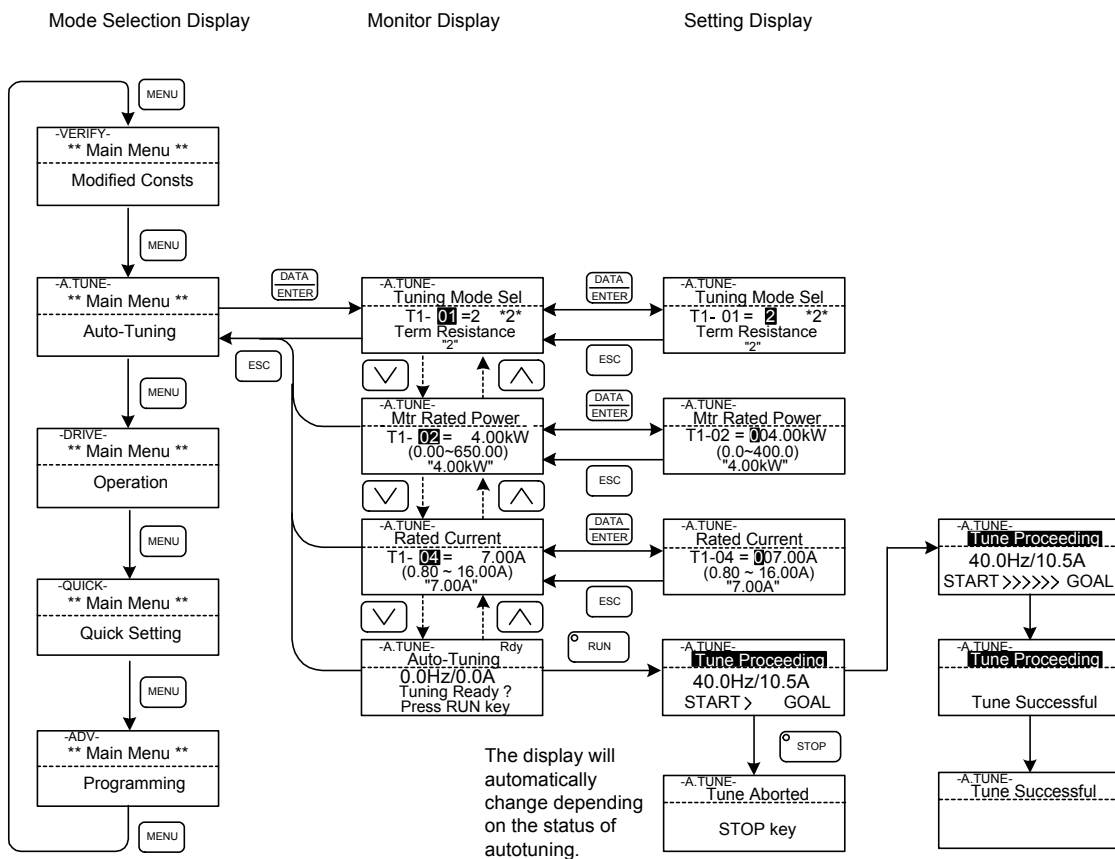 Mode Selection Display
Monitor Display
Setting Display
MENU
-VERIFY-
** Main Menu **
Modified Consts
MENU
-A.TUNE-
** Main Menu **
Auto-Tuning
MENU
-DRIVE-
** Main Menu **
Operation
MENU
-QUICK-
** Main Menu **
Quick Setting
MENU
-ADV-
** Main Menu **
Programming
MENU
DATA
ENTER
ESC
-A.TUNE-
Tuning Mode Sel
T1- 01 =2 *2*
Term Resistance
"2"
-A.TUNE-
Mtr Rated Power
T1- 02 = 4.00kW
(0.00~650.00)
"4.00kW"
-A.TUNE-
Rated Current
T1- 04 = 7.00A
(0.80 ~ 16.00A)
"7.00A"
-A.TUNE- Rdy
Auto-Tuning
0.0Hz/0.0A
Tuning Ready ?
Press RUN key
DATA
ENTER
ESC
DATA
ENTER
ESC
DATA
ENTER
ESC
RUN
-A.TUNE-
Tuning Mode Sel
T1- 01 = 2 *2*
Term Resistance
"2"
-A.TUNE-
Mtr Rated Power
T1-02 = 004.00kW
(0.0~400.0)
"4.00kW"
-A.TUNE-
Rated Current
T1-04 = 007.00A
(0.80 ~ 16.00A)
"7.00A"
-A.TUNE-
Tune Proceeding
40.0Hz/10.5A
START > GOAL
STOP
-A.TUNE-
Tune Aborted
STOP key
The display will
automatically
change depending
on the status of
autotuning.
-A.TUNE-
Tune Proceeding
40.0Hz/10.5A
START >>>>>> GOAL
-A.TUNE-
Tune Proceeding
Tune Successful
-A.TUNE-
Tune Successful